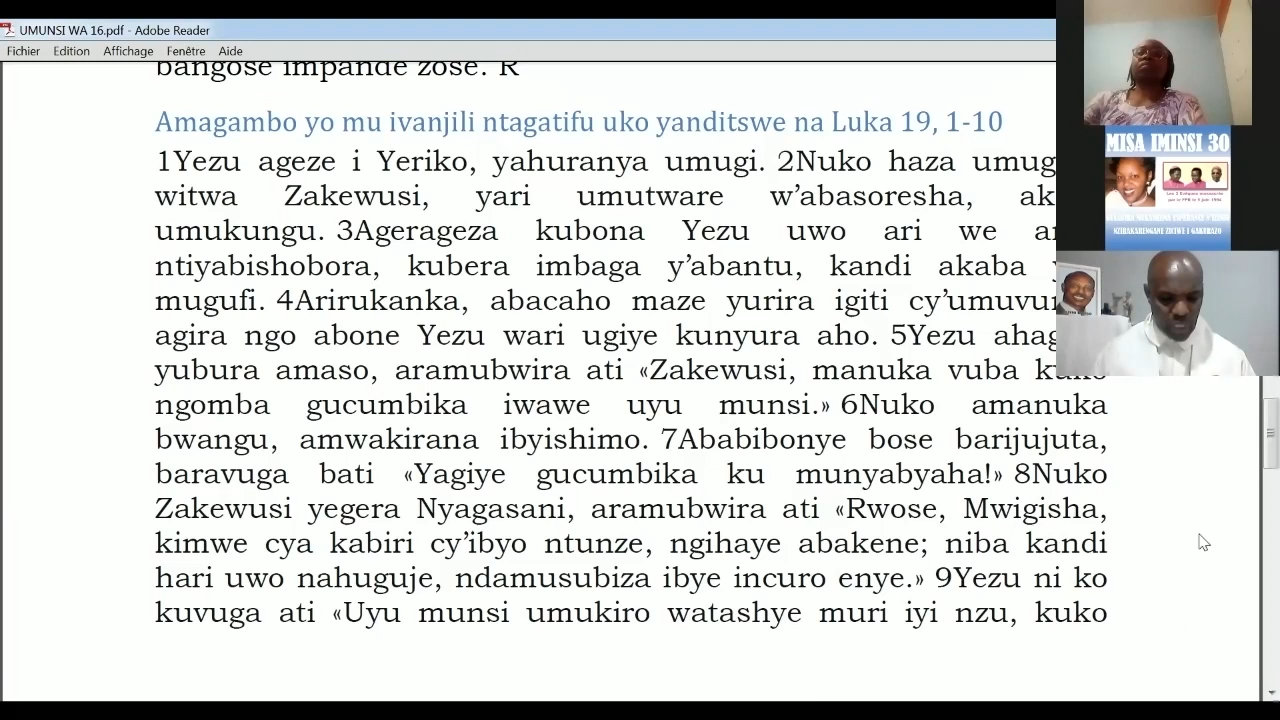 UMUNSI WA 16.pdf - Adobe Reader
Fichier Edition Affichage Fenêtre Aide
bangose impande zose. R
Amagambo yo mu ivanjili ntagatifu uko yanditswe na Luka 19, 1-10
1Yezu ageze i Yeriko, yahuranya umugi. 2Nuko haza
witwa Zakewusi, yari umutware w’abasoresha,
umukungu. 3Agerageza kubona Yezu uwo ari we
ntiyabishobora, kubera imbaga y’abantu, kandi akaba
mugufi. 4Arirukanka, abacaho maze yurira igiti
agira ngo abone Yezu wari ugiye kunyura aho. 5Yezu
yubura amaso, aramubwira ati «Zakewusi, manuka vuba
ngomba gucumbika iwawe uyu munsi.» 6Nuko amanuka
bwangu, amwakirana ibyishimo. 7Ababibonye bose barijujuta,
baravuga bati «Yagiye gucumbika ku munyabyaha!» 8Nuko
Zakewusi yegera Nyagasani, aramubwira ati «Rwose, Mwigisha,
kimwe cya kabiri cy’ibyo ntunze, ngihaye abakene; niba kandi
hari uwo nahuguje, ndamusubiza ibye incuro enye.» 9Yezu ni ko
kuvuga ati «Uyu munsi umukiro watashye muri iyi nzu, kuko
MISA IMINSI 30